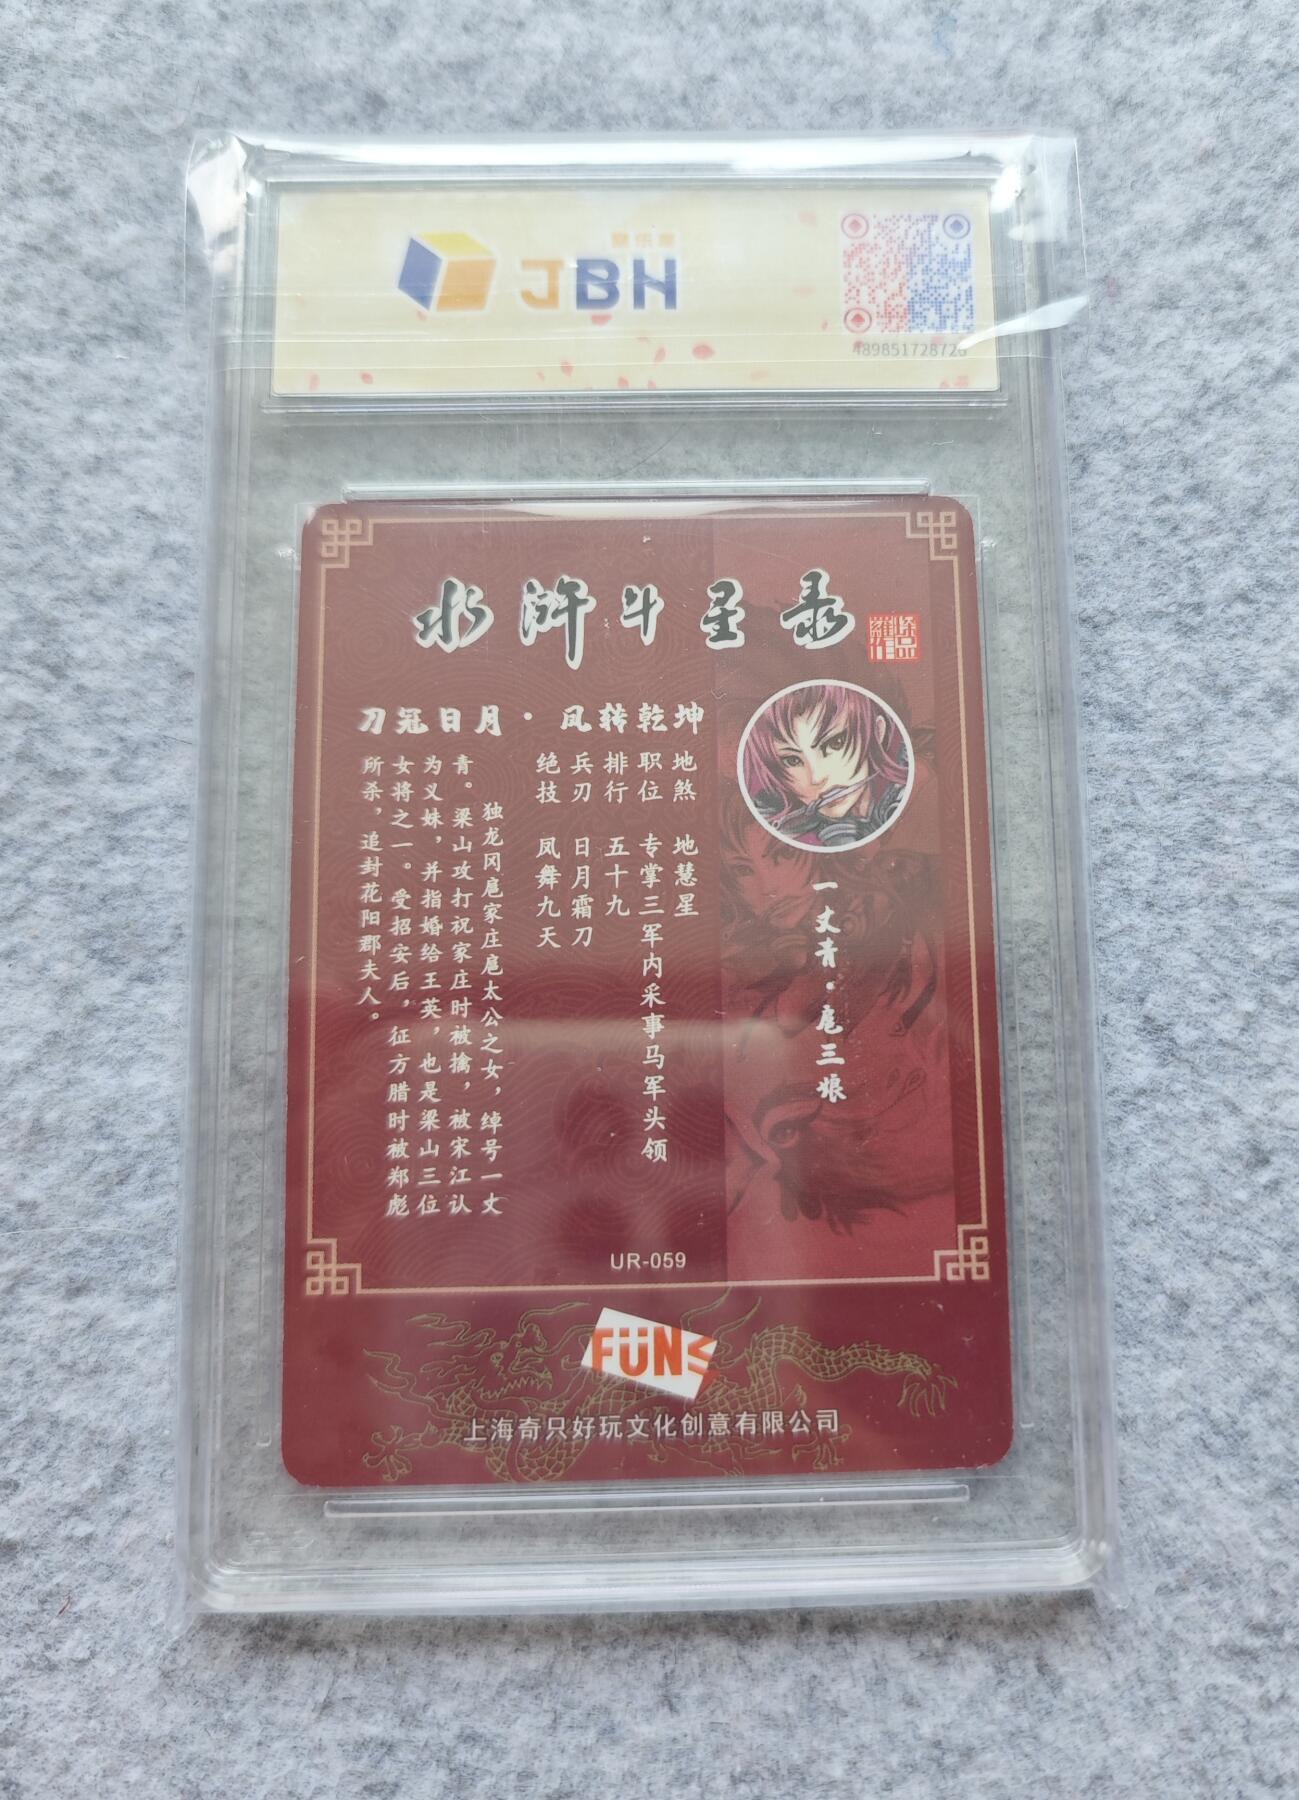 JBH
489851728726
水浒斗星录
刀冠日月·凤转乾坤
地煞 地慧星
职位 专掌三军内采事马军头领
排行 五十九
兵刃 日月霜刀
绝技 凤舞九天
独龙冈扈家庄扈太公之女，绰号一丈
青。梁山攻打祝家庄时被擒，被宋江认
为义妹，并指婚给王英，也是梁山三位
女将之一。受招安后，征方腊时被郑彪
所杀，追封花阳郡夫人。
一丈青·扈三娘
UR-059
FÜN
上海奇只好玩文化创意有限公司